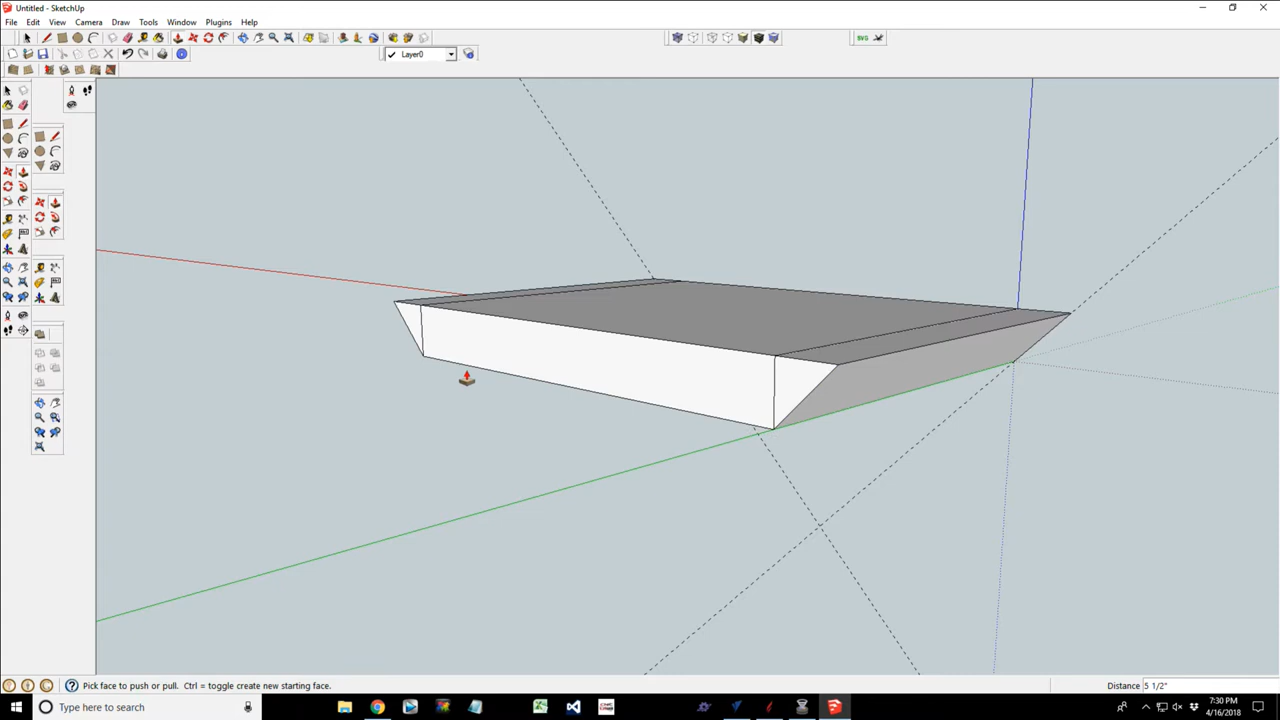 Untitled - SketchUp
File Edit View Camera Draw Tools Window Plugins Help
SVG
Layer0
Pick face to push or pull. Ctrl = toggle create new starting face.
Distance 5 1/2"
Type here to search
7:30 PM
4/16/2018